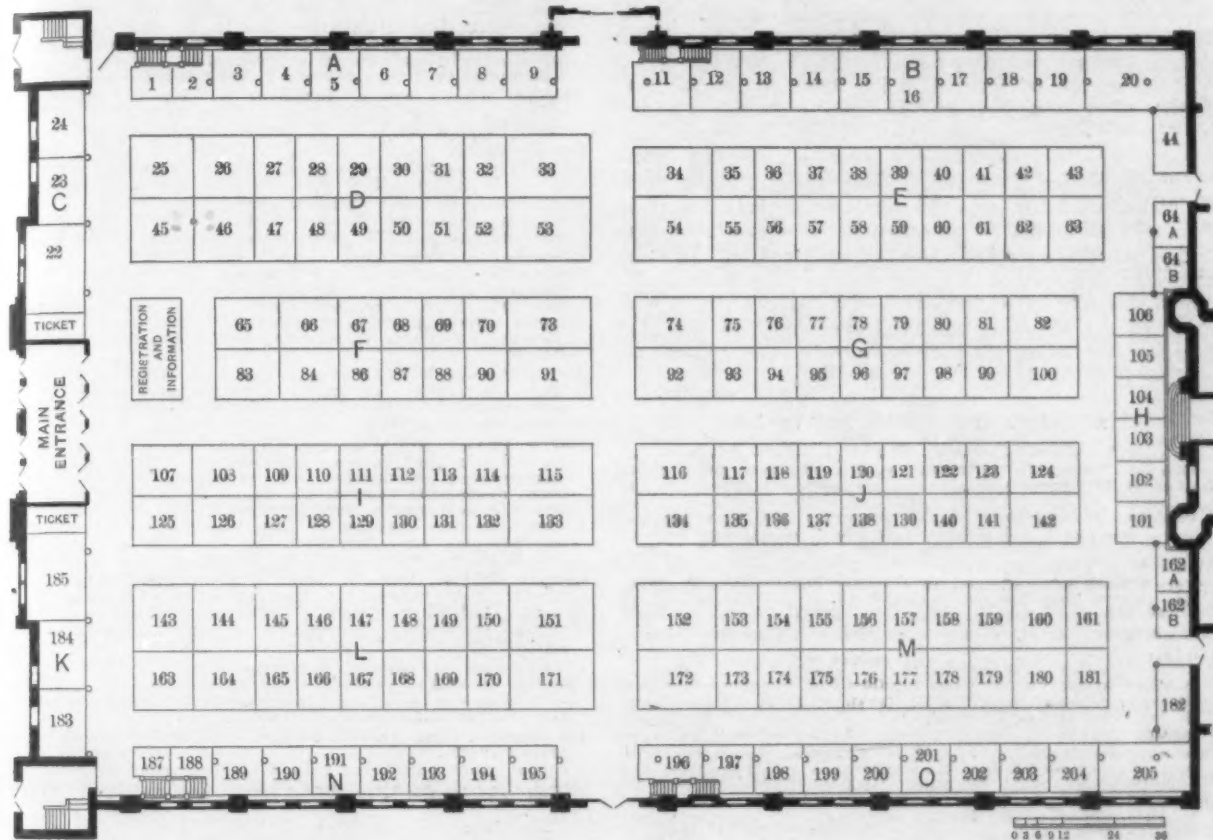 A B
1 2 3 4 5 6 7 8 9 11 12 13 14 15 16 17 18 19 20
24
44
25 26 27 28 29 30 31 32 33 34 35 36 37 38 39 40 41 42 43
23
C D E
45 46 47 48 49 50 51 52 53 54 55 56 57 58 59 60 61 62 63
64
A
22
64
B
TICKET
REGISTRATION
AND
INFORMATION
65 66 67 68 69 70 73 74 75 76 77 78 79 80 81 82
106
F G
105
83 84 86 87 88 90 91 92 93 94 95 96 97 98 99 100
MAIN
ENTRANCE
104
H
103
107 108 109 110 111 112 113 114 115 116 117 118 119 120 121 122 123 124
102
I J
TICKET
125 126 127 128 129 130 131 132 133 134 135 136 137 138 139 140 141 142
101
185
162
A
162
B
143 144 145 146 147 148 149 150 151 152 153 154 155 156 157 158 159 160 161
184
K L M
163 164 165 166 167 168 169 170 171 172 173 174 175 176 177 178 179 180 181
183
182
187 188 189 190 191 192 193 194 195 196 197 198 199 200 201 202 203 204 205
N O
0 3 6 9 12 24 36